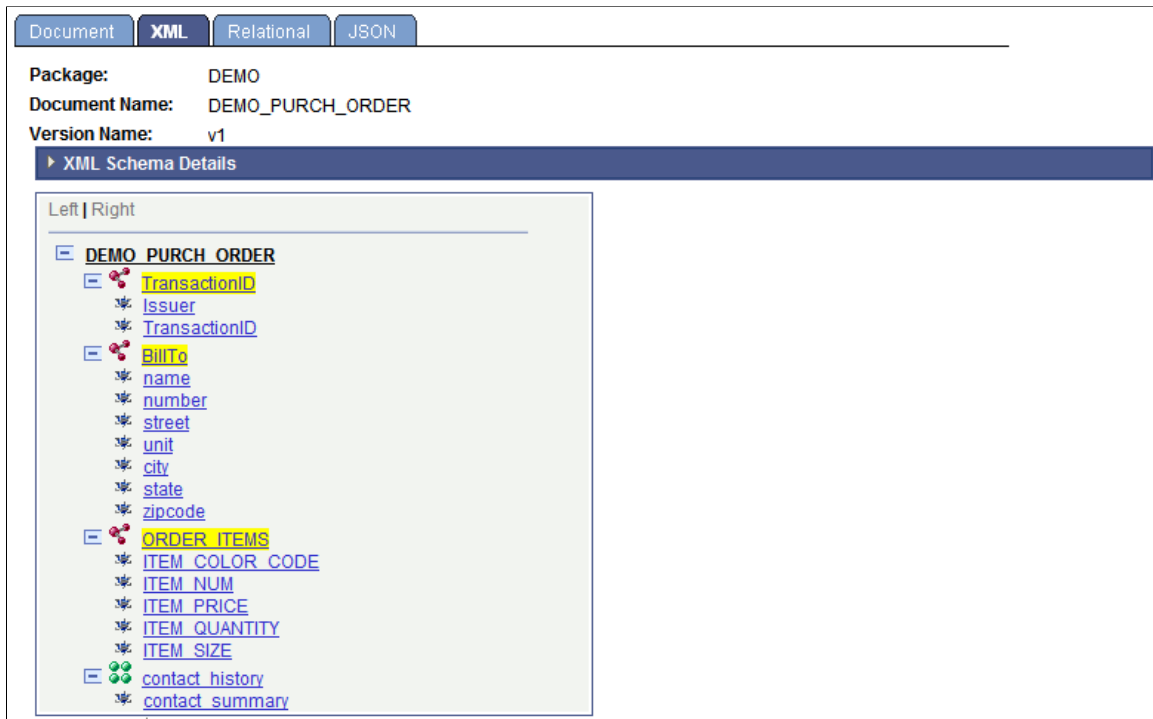 Document XML Relational JSON
Package: DEMO
Document Name: DEMO_PURCH_ORDER
Version Name: v1
XML Schema Details
Left | Right
DEMO_PURCH_ORDER
TransactionID
Issuer
TransactionID
BillTo
name
number
street
unit
city
state
zipcode
ORDER_ITEMS
ITEM_COLOR_CODE
ITEM_NUM
ITEM_PRICE
ITEM_QUANTITY
ITEM_SIZE
contact_history
contact_summary